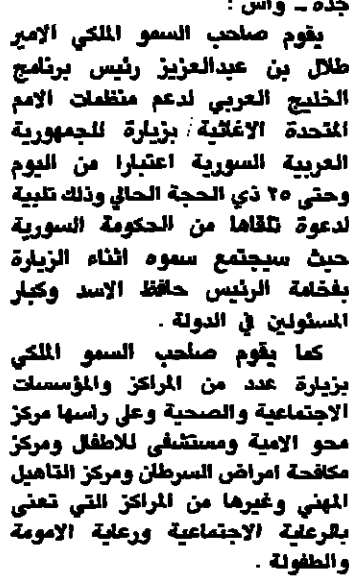 جدة ـ واس :
يقوم صاحب السمو الملكي الامير
طلال بن عبدالعزيز رئيس برنامج
الخليج العربي لدعم منظمات الامم
المتحدة الاغاثية بزيارة للجمهورية
العربية السورية اعتبارا من اليوم
وحتى ٢٥ ذي الحجة الحالي وذلك تلبية
لدعوة تلقاها من الحكومة السورية
حيث سيجتمع سموه اثناء الزيارة
بفخامة الرئيس حافظ الاسد وكبار
المسئولين في الدولة .
كما يقوم صاحب السمو الملكي
بزيارة عدد من المراكز والمؤسسات
الاجتماعية والصحية وعلى راسها مركز
محو الامية ومستشفى للاطفال ومركز
مكافحة امراض السرطان ومركز التاهيل
المهني وغيرها من المراكز التي تعنى
بالرعاية الاجتماعية ورعاية الامومة
والطفولة .